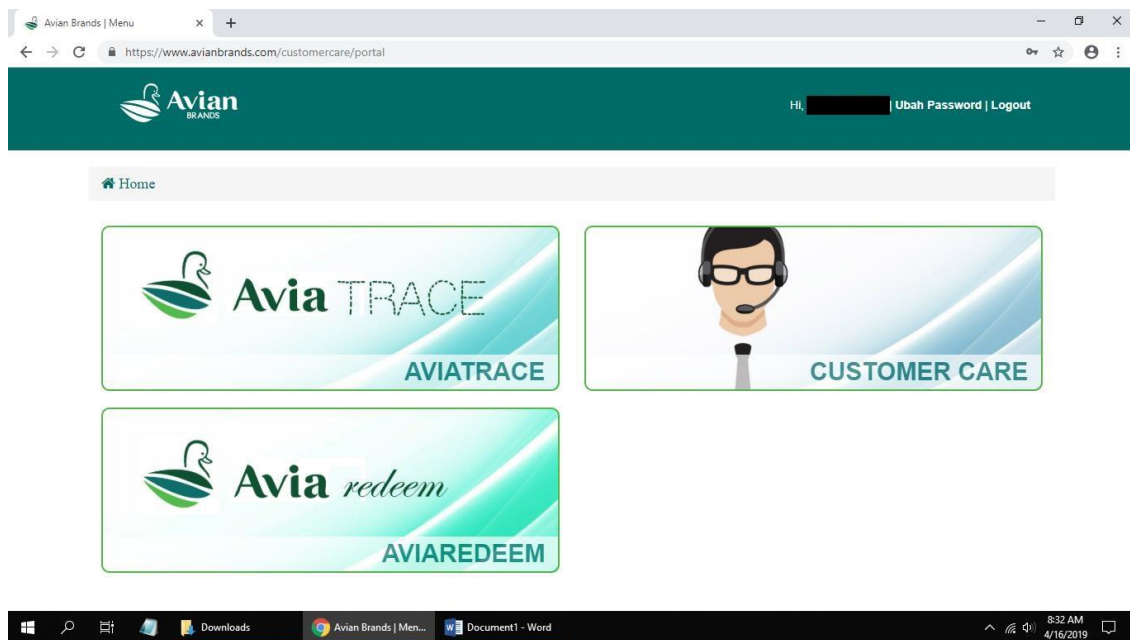 Avian Brands | Menu
https://www.avianbrands.com/customercare/portal
Avian
BRANDS
Hi, | Ubah Password | Logout
Home
Avia TRACE
AVIATRACE
CUSTOMER CARE
Avia redeem
AVIAREDEEM
Downloads
Avian Brands | Men...
Document1 - Word
8:32 AM
4/16/2019